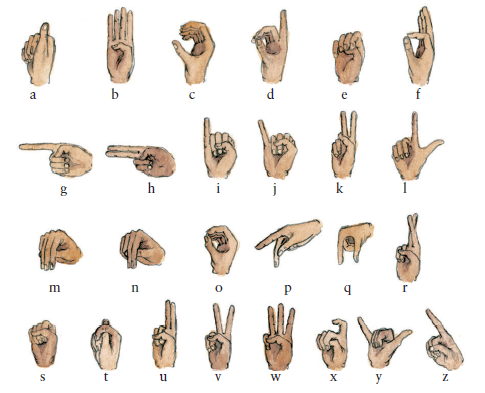 a b c d e f
g h i j k l
m n o p q r
s t u v w x y z